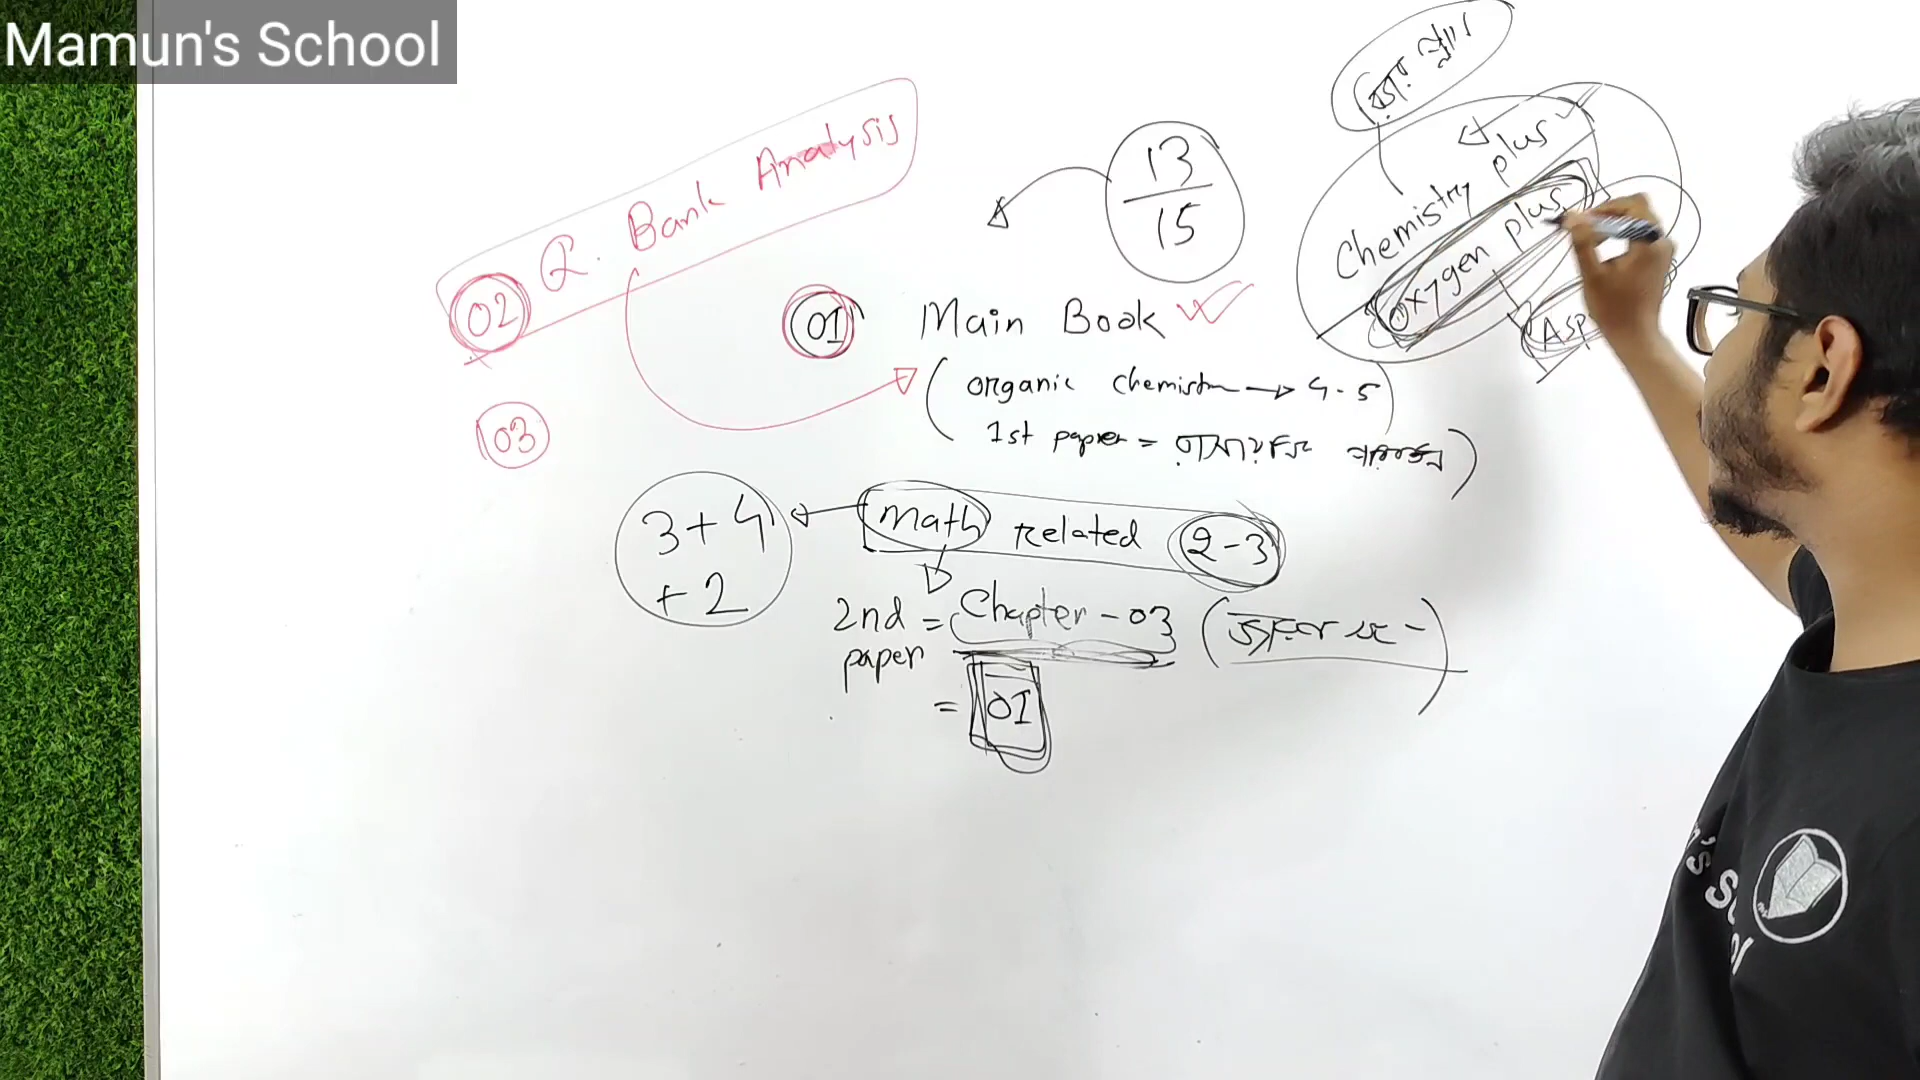 Mamun's School
02 Q. Bank Analysis
03
13
15
Chemistry plus
Oxygen plus
Asp
01 Main Book
(organic chemistry → 4-5)
1st paper =
3+4
+2
Math related 2-3
2nd paper = Chapter-03
= 01